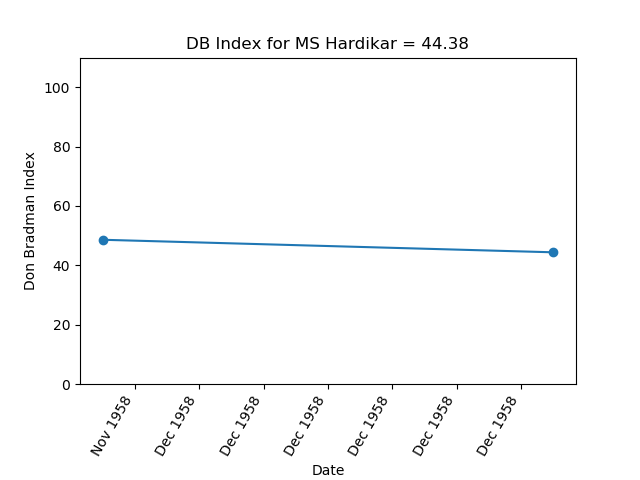 DB Index for MS Hardikar = 44.38
100
80
60
40
20
0
Don Bradman Index
Nov 1958
Dec 1958
Dec 1958
Dec 1958
Dec 1958
Dec 1958
Dec 1958
Date